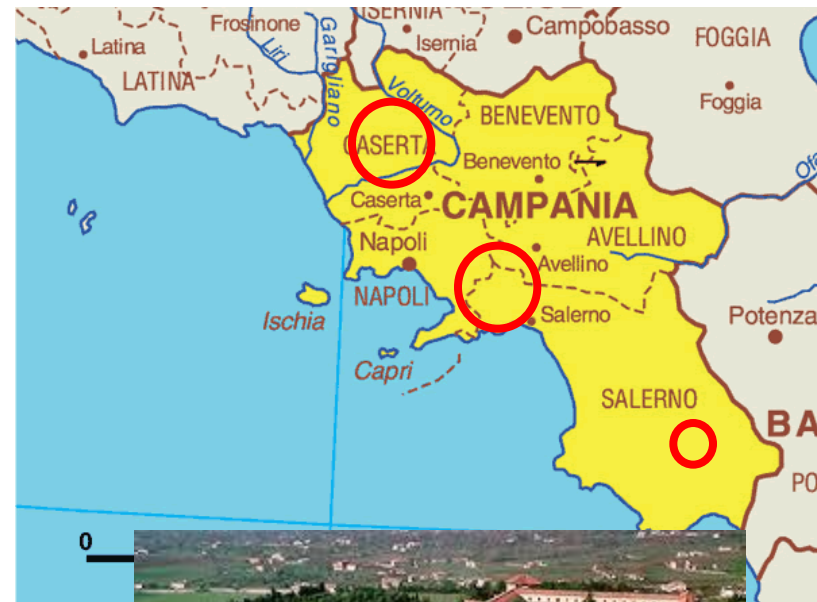 ISERNIA
Frosinone
Campobasso
Latina
Liri
Garigliano
Isernia
FOGGIA
LATINA
Volturno
BENEVENTO
Foggia
CASERTA
Benevento
Caserta
CAMPANIA
Napoli
AVELLINO
Avellino
NAPOLI
Salerno
Ischia
Potenza
Capri
SALERNO
BA
PO
0